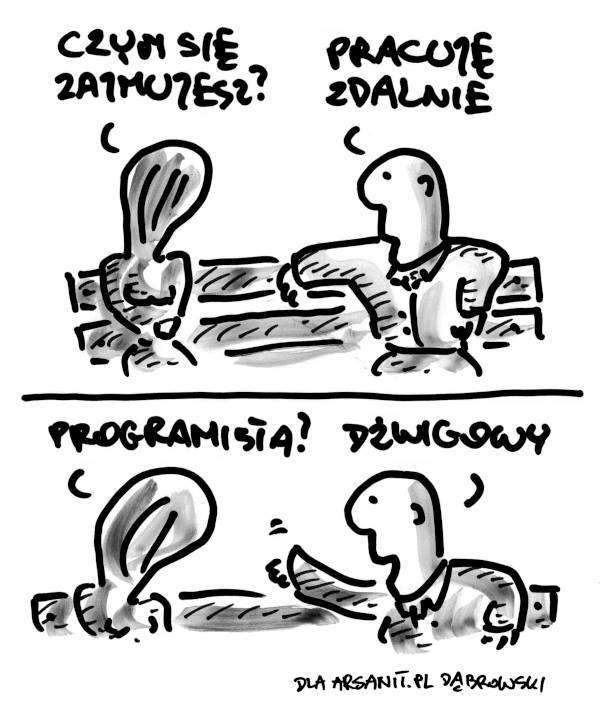 CZYM SIĘ
ZAJMUJESZ?
PRACUJĘ
ZDALNIE
PROGRAMISTA?
DŹWIGOWY
DLA ARSANIT.PL DĄBROWSKI